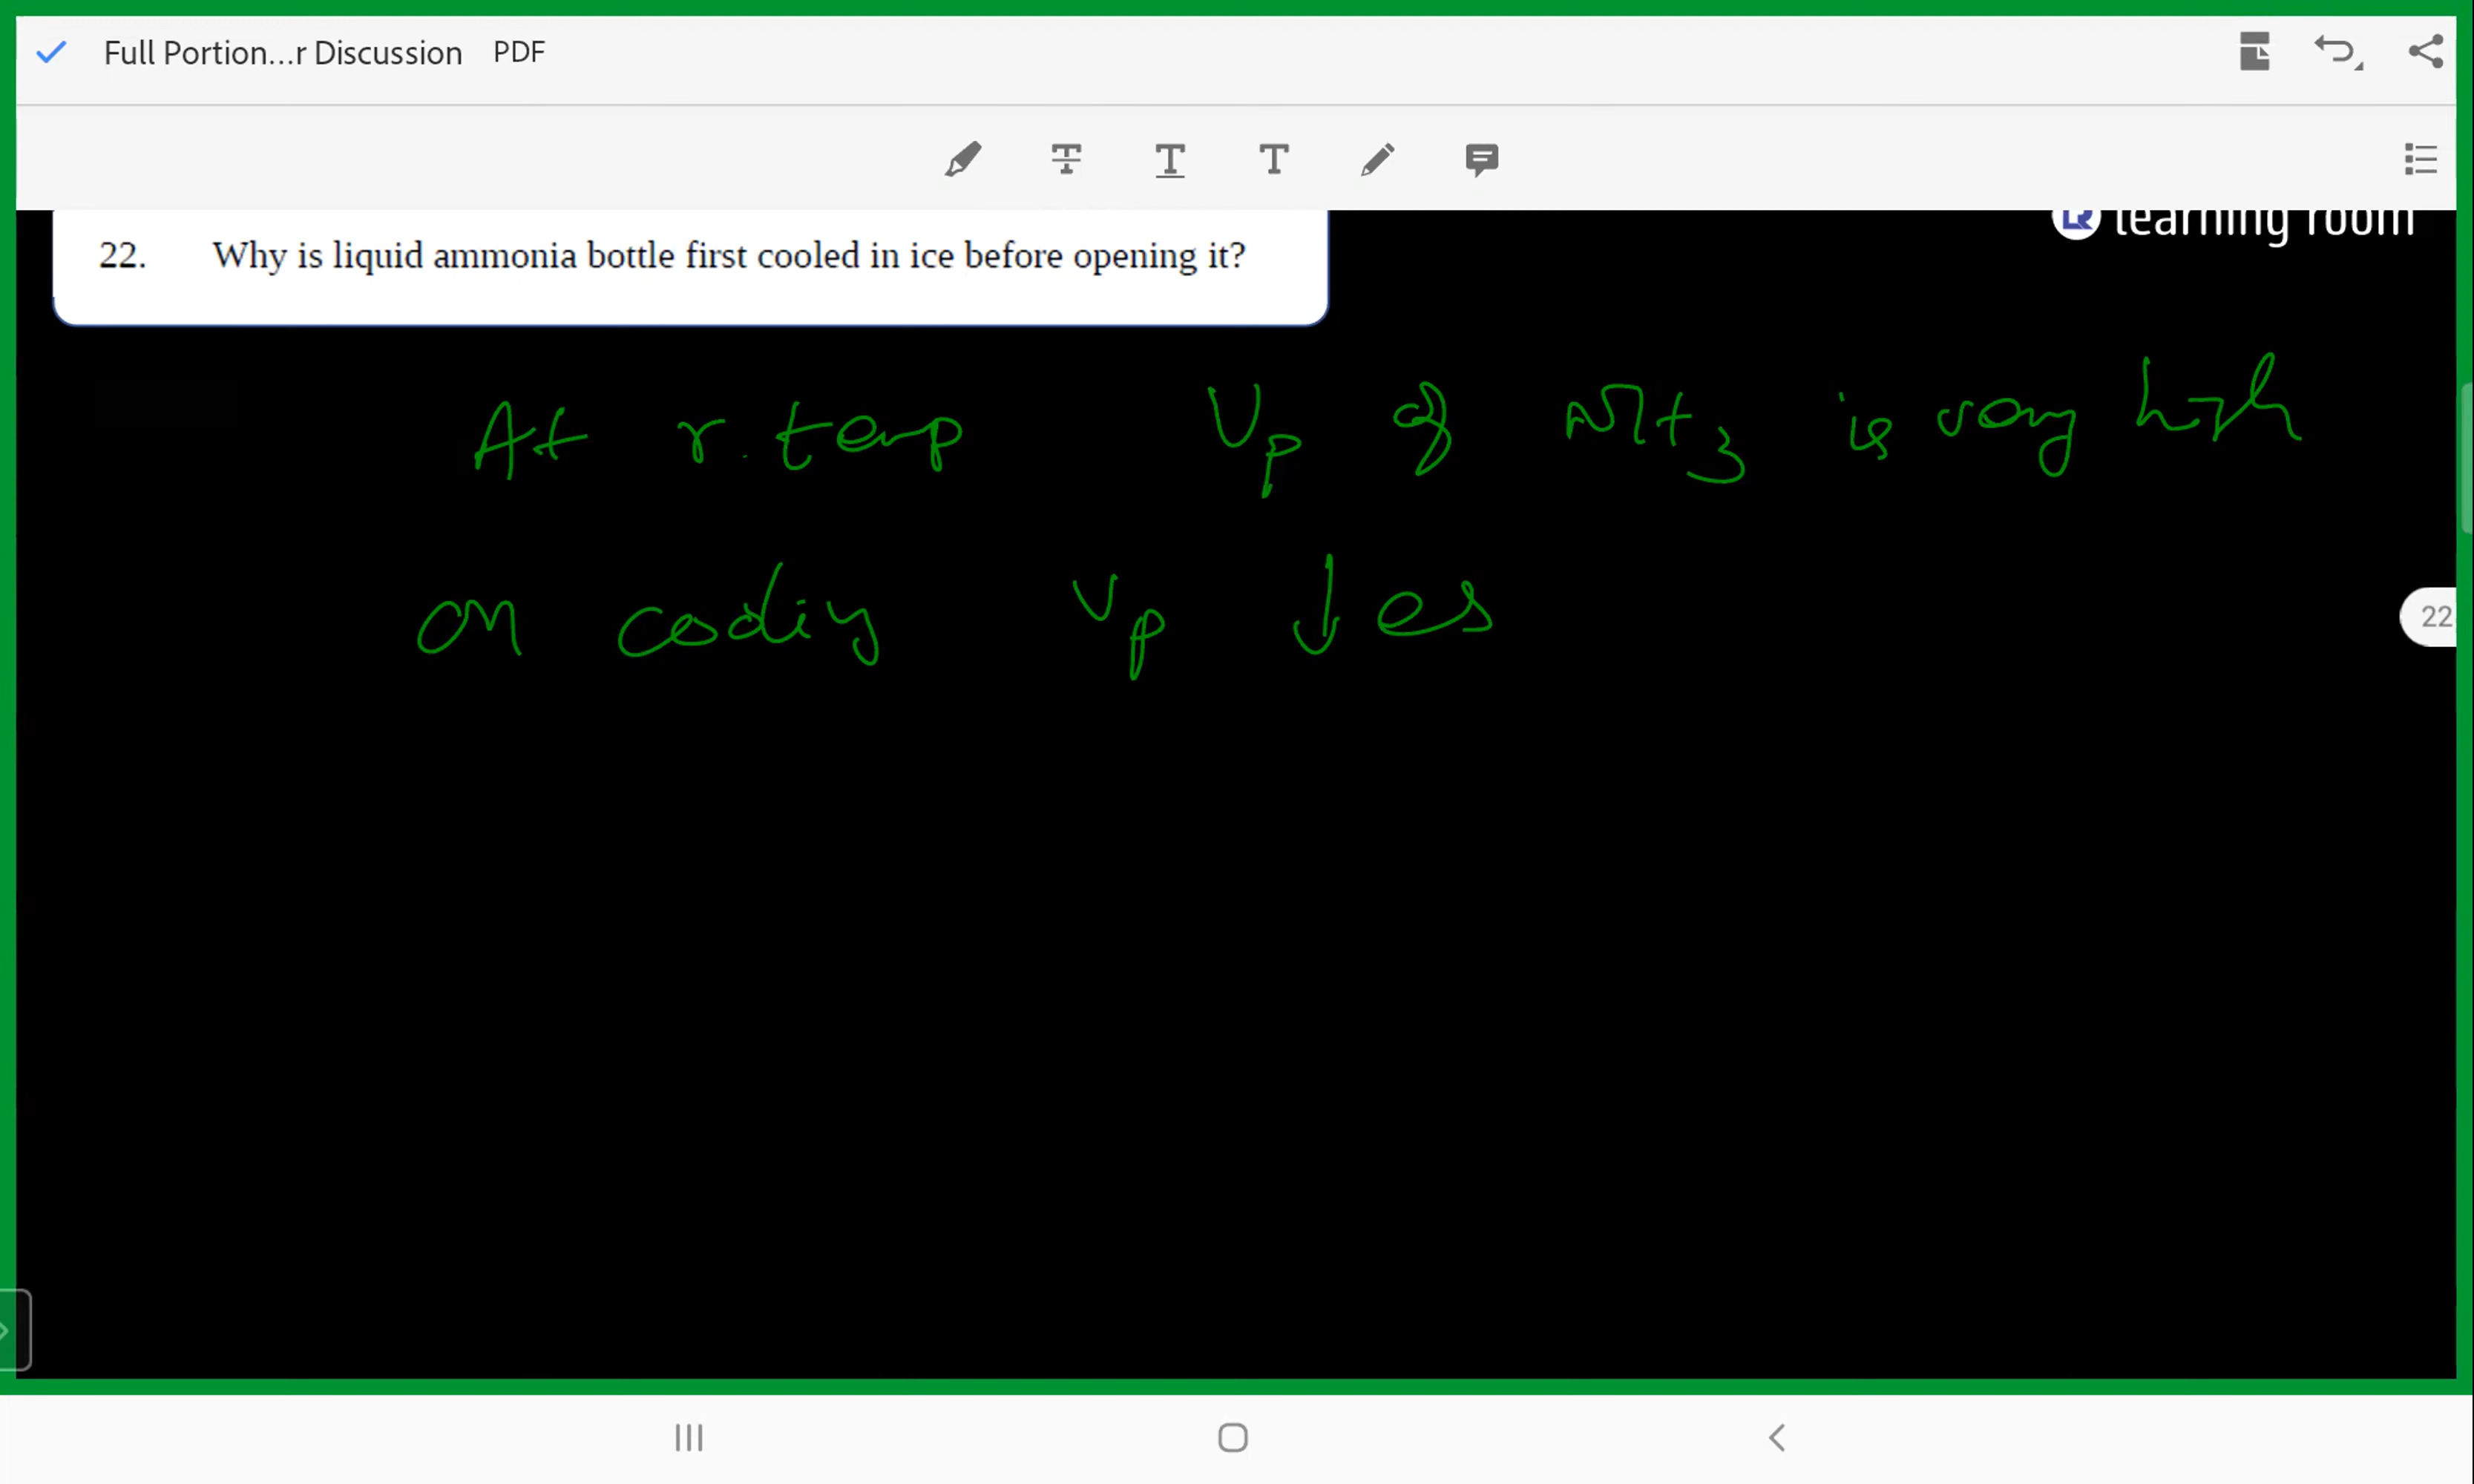 Full Portion...r Discussion PDF
learning room
22. Why is liquid ammonia bottle first cooled in ice before opening it?
At r.temp Vp of NH3 is very high
on cooling Vp ↓es
22